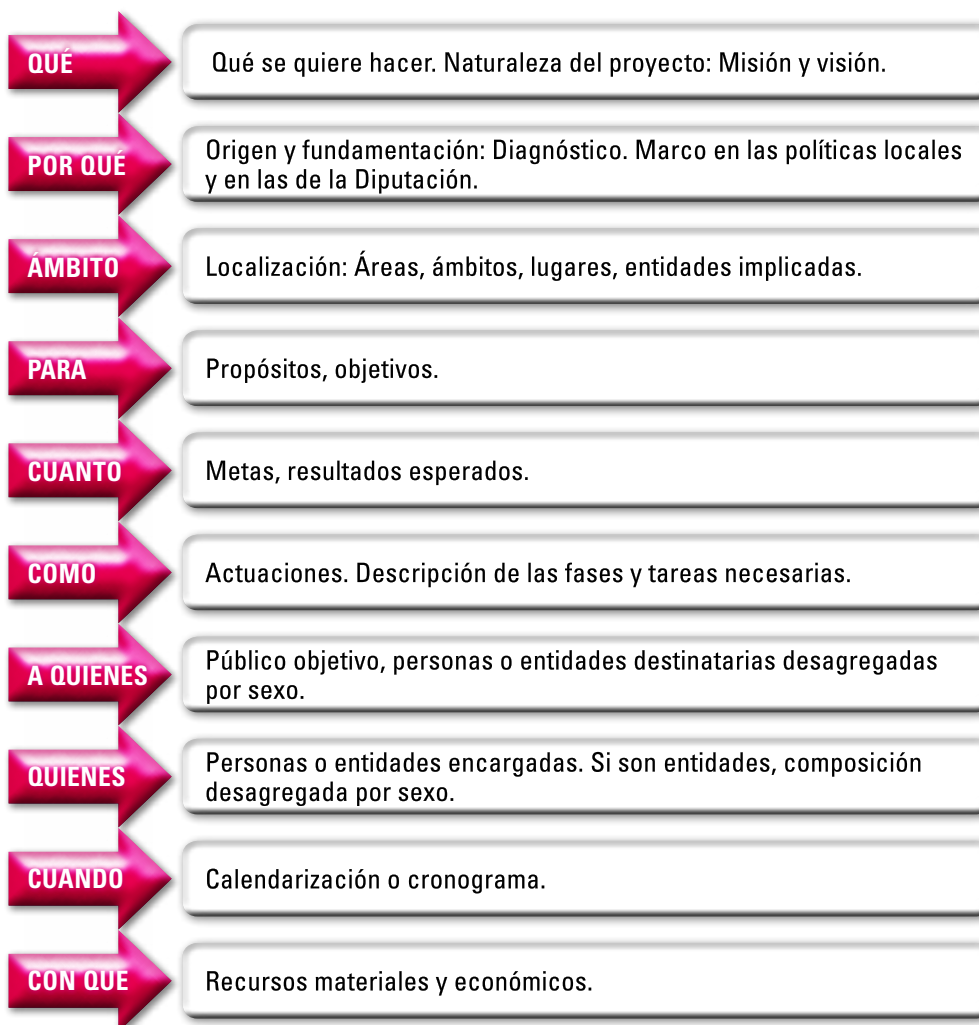 QUÉ
Qué se quiere hacer. Naturaleza del proyecto: Misión y visión.
POR QUÉ
Origen y fundamentación: Diagnóstico. Marco en las políticas locales
y en las de la Diputación.
ÁMBITO
Localización: Áreas, ámbitos, lugares, entidades implicadas.
PARA
Propósitos, objetivos.
CUANTO
Metas, resultados esperados.
COMO
Actuaciones. Descripción de las fases y tareas necesarias.
A QUIENES
Público objetivo, personas o entidades destinatarias desagregadas
por sexo.
QUIENES
Personas o entidades encargadas. Si son entidades, composición
desagregada por sexo.
CUANDO
Calendarización o cronograma.
CON QUE
Recursos materiales y económicos.